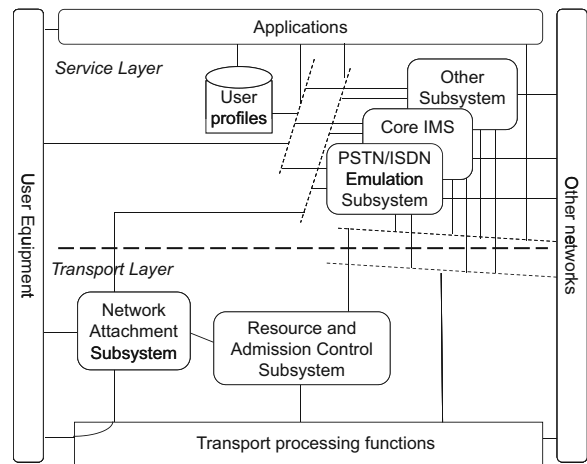 Applications
Service Layer
User
profiles
Other
Subsystem
Core IMS
PSTN/ISDN
Emulation
Subsystem
User Equipment
Other networks
Transport Layer
Network
Attachment
Subsystem
Resource and
Admission Control
Subsystem
Transport processing functions